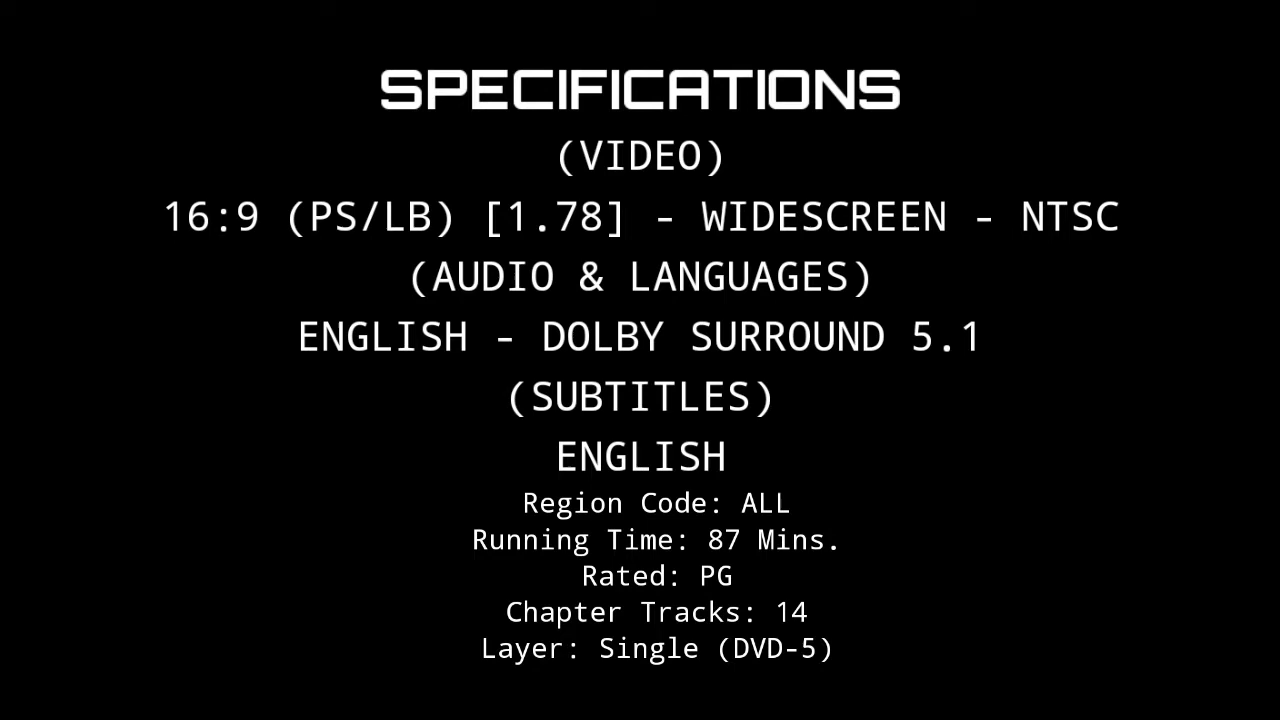 SPECIFICATIONS
(VIDEO)
16:9 (PS/LB) [1.78] - WIDESCREEN - NTSC
(AUDIO & LANGUAGES)
ENGLISH - DOLBY SURROUND 5.1
(SUBTITLES)
ENGLISH
Region Code: ALL
Running Time: 87 Mins.
Rated: PG
Chapter Tracks: 14
Layer: Single (DVD-5)